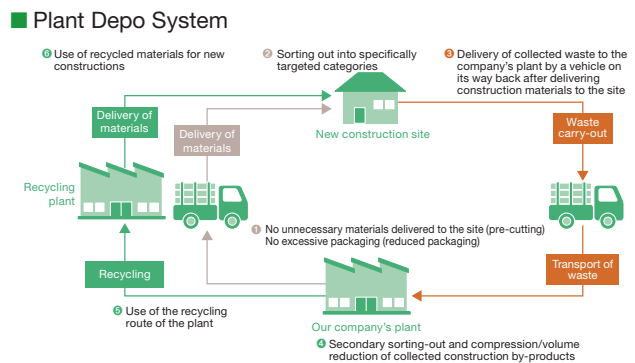 Plant Depo System
❻ Use of recycled materials for new
constructions
❷ Sorting out into specifically
targeted categories
❸ Delivery of collected waste to the
company's plant by a vehicle on
its way back after delivering
construction materials to the site
Delivery of
materials
Delivery of
materials
New construction site
Waste
carry-out
Recycling
plant
❶ No unnecessary materials delivered to the site (pre-cutting)
No excessive packaging (reduced packaging)
Recycling
Transport of
waste
❺ Use of the recycling
route of the plant
Our company's plant
❹ Secondary sorting-out and compression/volume
reduction of collected construction by-products